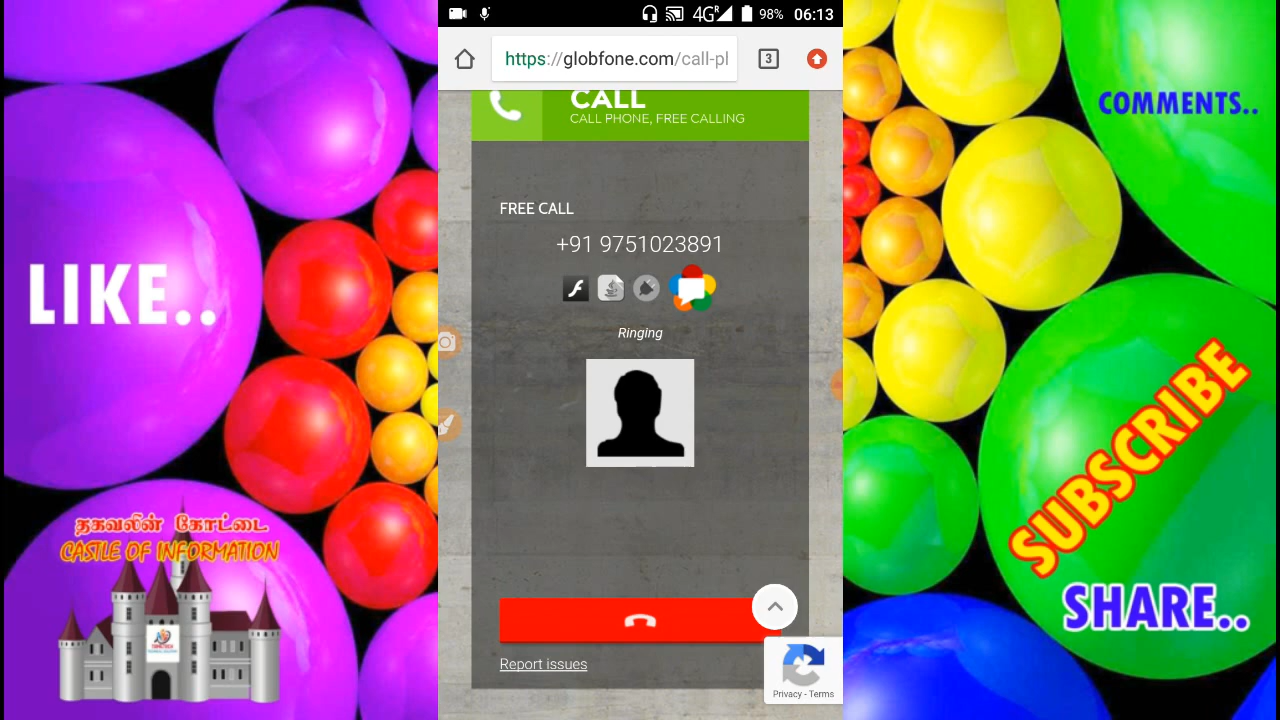 4G R 98% 06:13
https://globfone.com/call-pl
3
CALL
CALL PHONE, FREE CALLING
FREE CALL
+91 9751023891
Ringing
Report issues
Privacy - Terms
LIKE..
தகவலின் கோட்டை
CASTLE OF INFORMATION
COMMENTS..
SUBSCRIBE
SHARE..